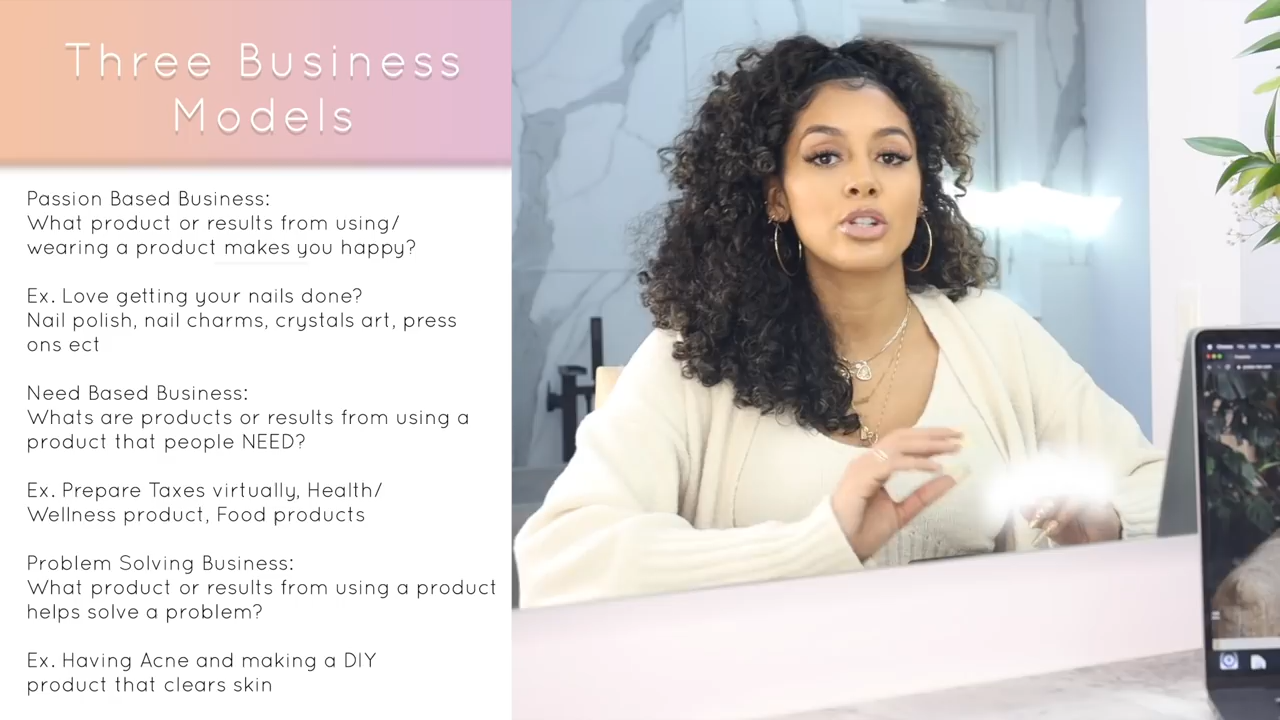 Three Business
Models
Passion Based Business:
What product or results from using/
wearing a product makes you happy?
Ex. Love getting your nails done?
Nail polish, nail charms, crystals art, press
ons ect
Need Based Business:
Whats are products or results from using a
product that people NEED?
Ex. Prepare Taxes virtually, Health/
Wellness product, Food products
Problem Solving Business:
What product or results from using a product
helps solve a problem?
Ex. Having Acne and making a DIY
product that clears skin